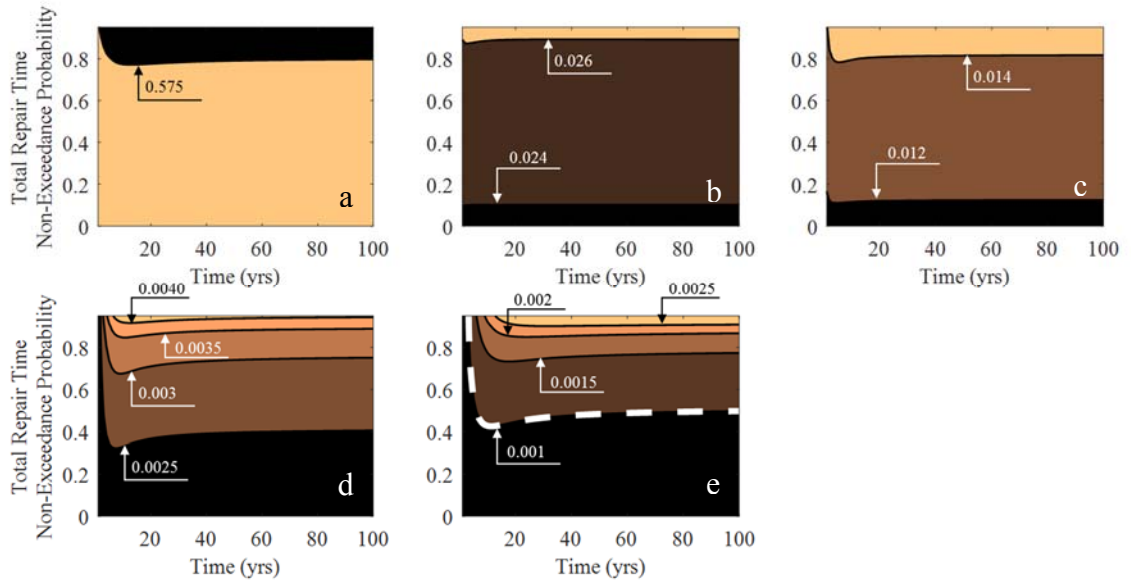 Total Repair Time
Non-Exceedance Probability
0.8
0.6
0.4
0.2
0
0.575
a
20 40 60 80 100
Time (yrs)
0.8
0.6
0.4
0.2
0
0.026
0.024
b
20 40 60 80 100
Time (yrs)
0.8
0.6
0.4
0.2
0
0.014
0.012
c
20 40 60 80 100
Time (yrs)
Total Repair Time
Non-Exceedance Probability
0.8
0.6
0.4
0.2
0
0.0040
0.0035
0.003
0.0025
d
20 40 60 80 100
Time (yrs)
0.8
0.6
0.4
0.2
0
0.002
0.0025
0.0015
0.001
e
20 40 60 80 100
Time (yrs)